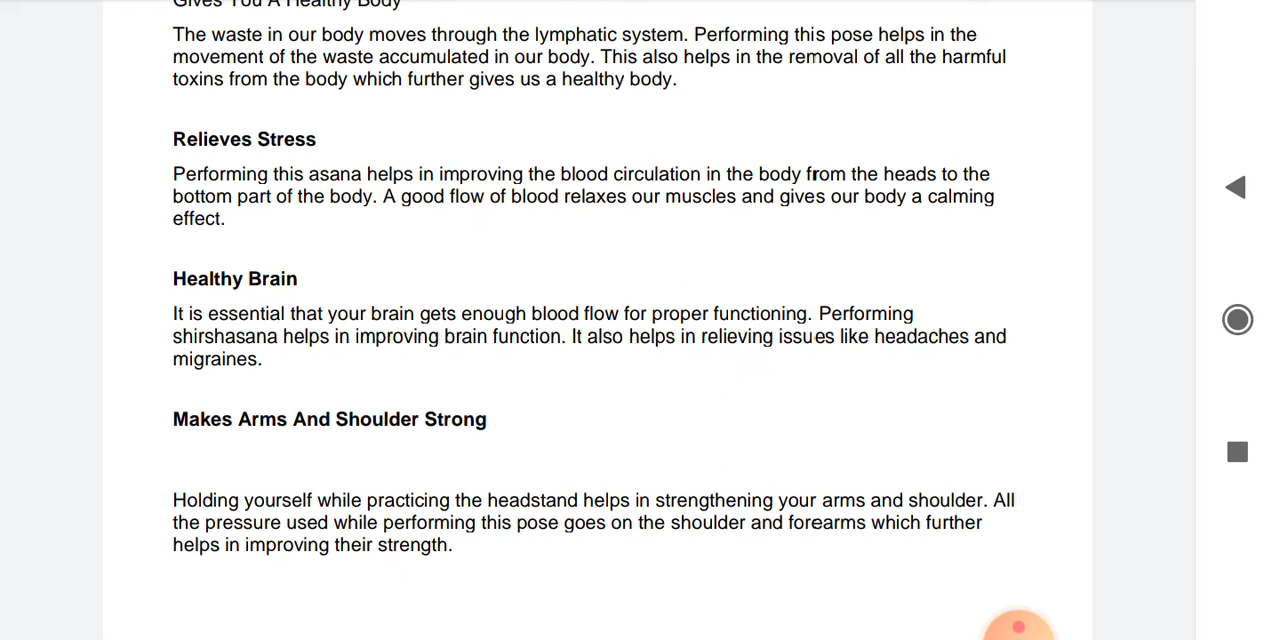 Gives You A Healthy Body
The waste in our body moves through the lymphatic system. Performing this pose helps in the
movement of the waste accumulated in our body. This also helps in the removal of all the harmful
toxins from the body which further gives us a healthy body.
Relieves Stress
Performing this asana helps in improving the blood circulation in the body from the heads to the
bottom part of the body. A good flow of blood relaxes our muscles and gives our body a calming
effect.
Healthy Brain
It is essential that your brain gets enough blood flow for proper functioning. Performing
shirshasana helps in improving brain function. It also helps in relieving issues like headaches and
migraines.
Makes Arms And Shoulder Strong
Holding yourself while practicing the headstand helps in strengthening your arms and shoulder. All
the pressure used while performing this pose goes on the shoulder and forearms which further
helps in improving their strength.